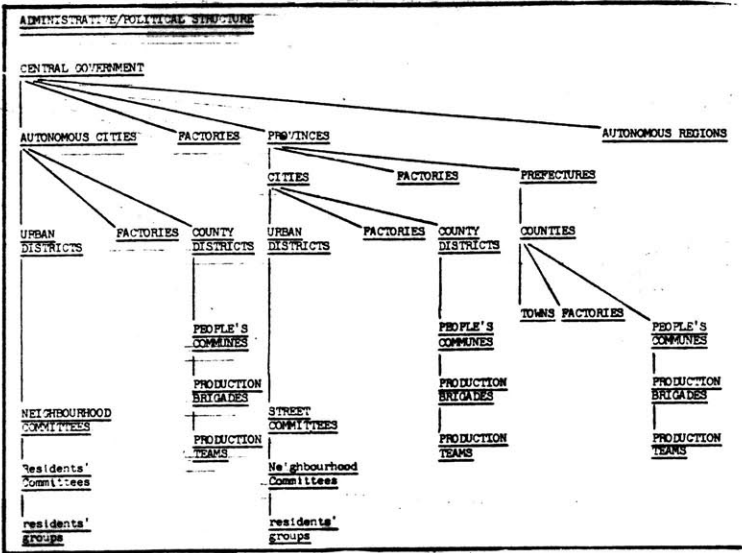 ADMINISTRATIVE/POLITICAL STRUCTURE
CENTRAL GOVERNMENT
AUTONOMOUS CITIES FACTORIES PROVINCES AUTONOMOUS REGIONS
CITIES FACTORIES PREFECTURES
URBAN FACTORIES COUNTY URBAN FACTORIES COUNTY COUNTIES
DISTRICTS DISTRICTS DISTRICTS DISTRICTS
TOWNS FACTORIES
PEOPLE'S PEOPLE'S PEOPLE'S
COMMUNES COMMUNES COMMUNES
PRODUCTION PRODUCTION PRODUCTION
BRIGADES BRIGADES BRIGADES
NEIGHBOURHOOD STREET
COMMITTEES COMMITTEES
PRODUCTION PRODUCTION PRODUCTION
TEAMS TEAMS TEAMS
Residents' Neighbourhood
Committees Committees
residents' residents'
groups groups